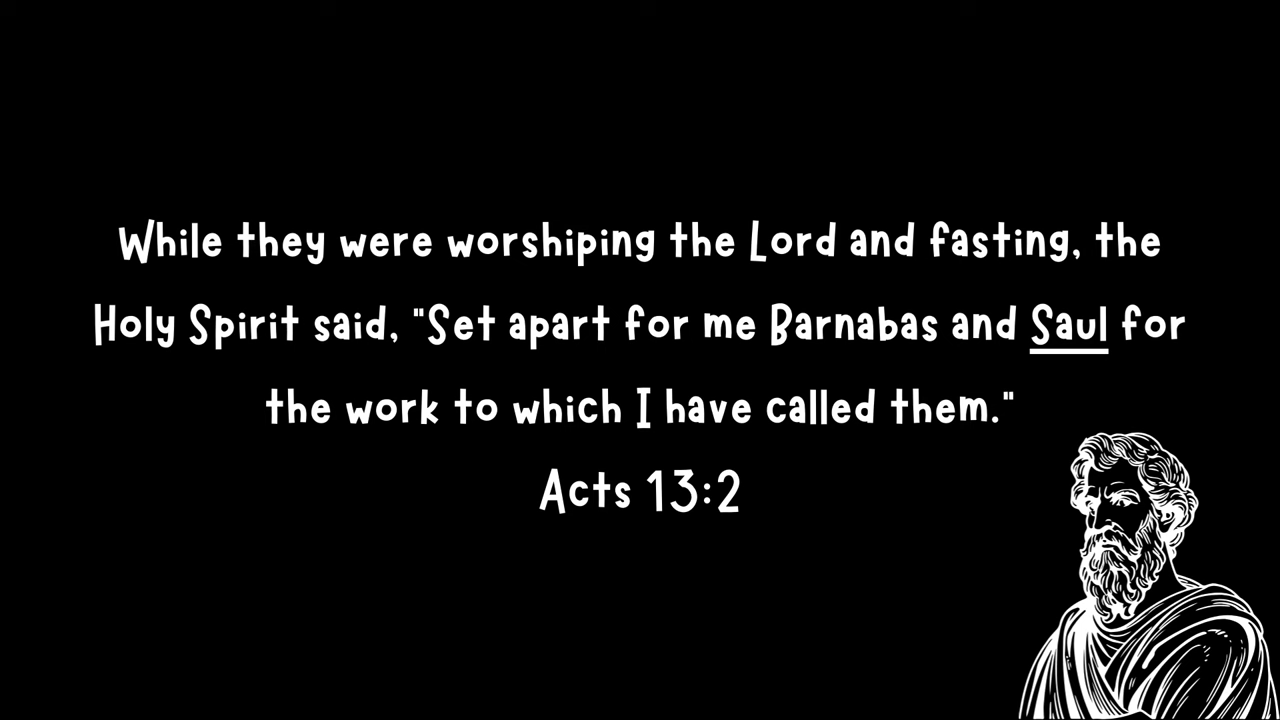 While they were worshiping the Lord and fasting, the
Holy Spirit said, "Set apart for me Barnabas and Saul for
the work to which I have called them."
Acts 13:2